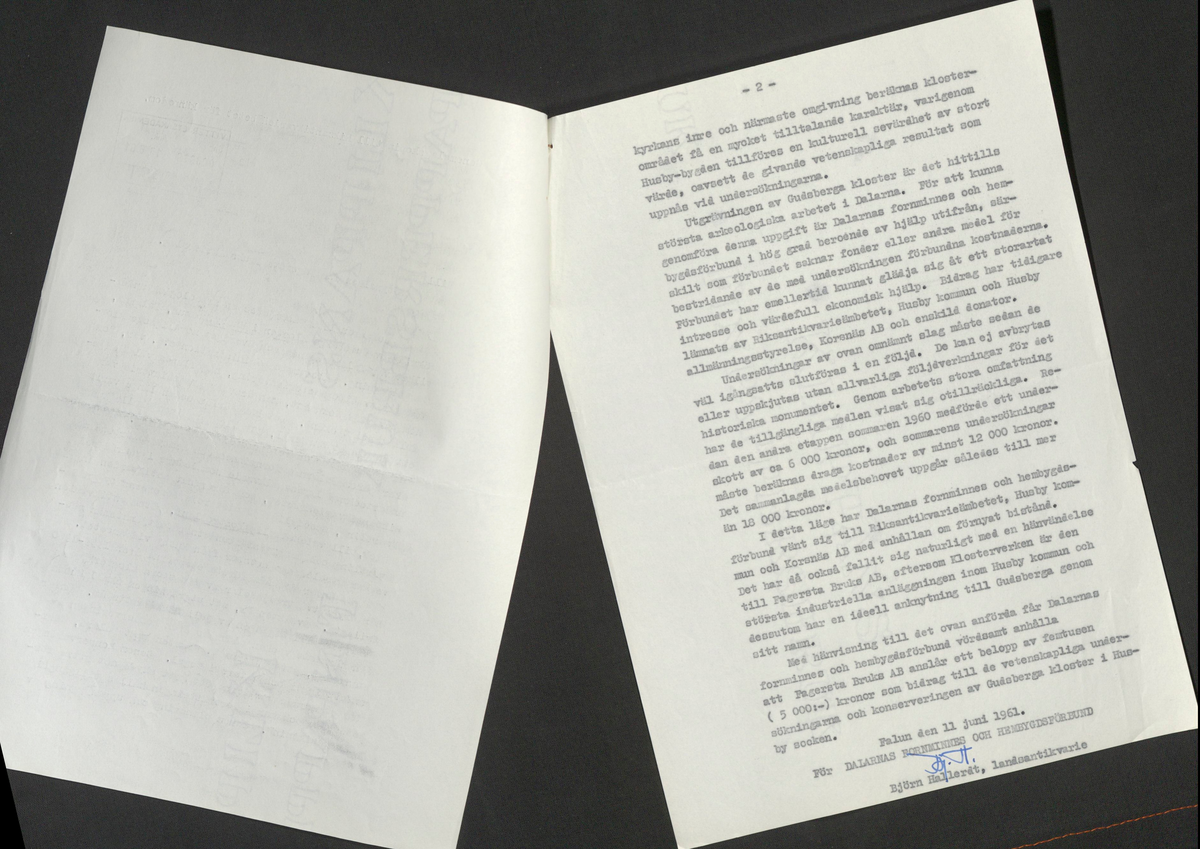 - 2 -
kyrkans inre och närmaste omgivning beräknas kloster-
området få en mycket tilltalande karaktär, varigenom
Husby-bygden tillföres en kulturell sevärdhet av stort
värde, oavsett de givande vetenskapliga resultat som
uppnås vid undersökningarna.
Utgrävningen av Gudsberga kloster är det hittills
största arkeologiska arbetet i Dalarna. För att kunna
genomföra denna uppgift är Dalarnas fornminnes och hem-
bygdsförbund i hög grad beroende av hjälp utifrån, sär-
skilt som förbundet saknar fonder eller andra medel för
bestridande av de med undersökningen förbundna kostnaderna.
Förbundet har emellertid kunnat glädja sig åt ett storartat
intresse och värdefull ekonomisk hjälp. Bidrag har tidigare
lämnats av Riksantikvarieämbetet, Husby kommun och Husby
allmänningsstyrelse, Korsnäs AB och enskild donator.
Undersökningar av ovan omnämnt slag måste sedan de
väl igångsatts slutföras i en följd. De kan ej avbrytas
eller uppskjutas utan allvarliga följdverkningar för det
historiska monumentet. Genom arbetets stora omfattning
har de tillgängliga medlen visat sig otillräckliga. Re-
dan den andra etappen sommaren 1960 medförde ett under-
skott av ca 6 000 kronor, och sommarens undersökningar
måste beräknas draga kostnader av minst 12 000 kronor.
Det sammanlagda medelsbehovet uppgår således till mer
än 18 000 kronor.
I detta läge har Dalarnas fornminnes och hembygds-
förbund vänt sig till Riksantikvarieämbetet, Husby kom-
mun och Korsnäs AB med anhållan om förnyat bistånd.
Det har då också fallit sig naturligt med en hänvändelse
till Fagersta Bruks AB, eftersom Klosterverken är den
största industriella anläggningen inom Husby kommun och
dessutom har en ideell anknytning till Gudsberga genom
sitt namn.
Med hänvisning till det ovan anförda får Dalarnas
fornminnes och hembygdsförbund vördsamt anhålla
att Fagersta Bruks AB anslår ett belopp av femtusen
( 5 000:-) kronor som bidrag till de vetenskapliga under-
sökningarna och konserveringen av Gudsberga kloster i Hus-
by socken.
Falun den 11 juni 1961.
För DALARNAS FORNMINNES OCH HEMBYGDSFÖRBUND
Björn Hallerdt, landsantikvarie